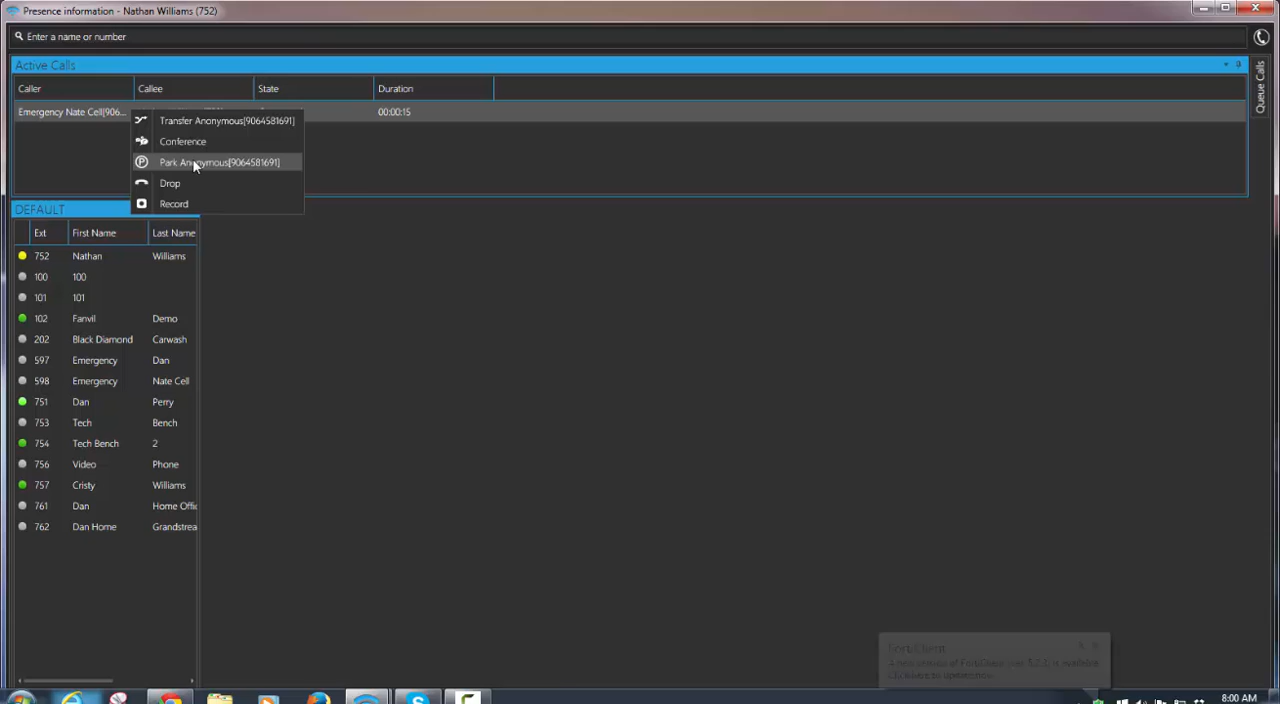 Presence information - Nathan Williams (752)
Enter a name or number
Active Calls
Queue Calls
Caller Callee State Duration
Emergency Nate Cell[906... 00:00:15
Transfer Anonymous[9064581691]
Conference
Park Anonymous[9064581691]
Drop
Record
DEFAULT
Ext First Name Last Name
752 Nathan Williams
100 100
101 101
102 Fanvil Demo
202 Black Diamond Carwash
597 Emergency Dan
598 Emergency Nate Cell
751 Dan Perry
753 Tech Bench
754 Tech Bench 2
756 Video Phone
757 Cristy Williams
761 Dan Home Offic
762 Dan Home Grandstrea
FortiClient
is available
8:00 AM